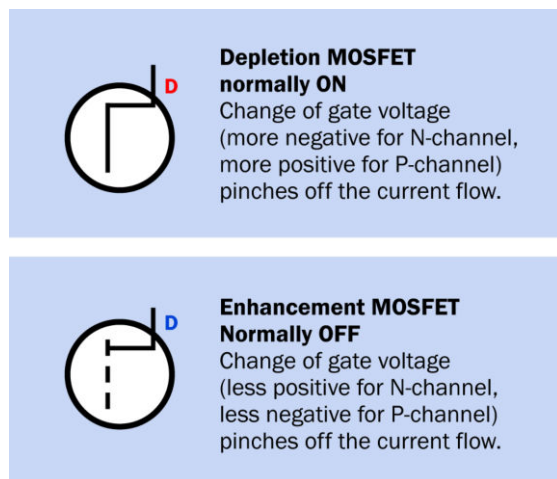 D
Depletion MOSFET
normally ON
Change of gate voltage
(more negative for N-channel,
more positive for P-channel)
pinches off the current flow.
D
Enhancement MOSFET
Normally OFF
Change of gate voltage
(less positive for N-channel,
less negative for P-channel)
pinches off the current flow.